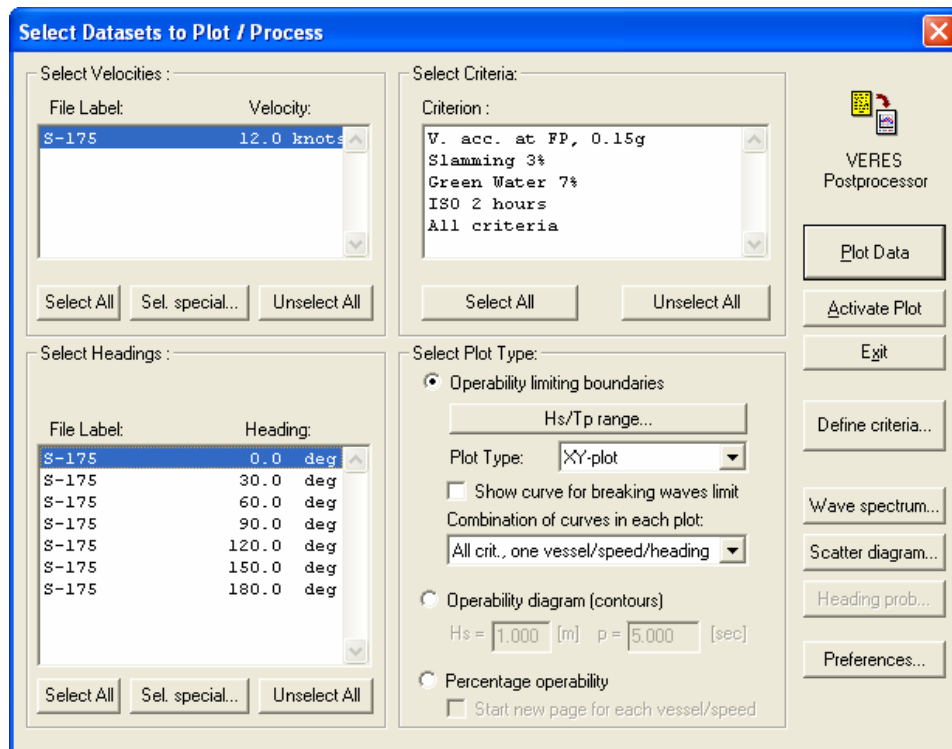 Select Datasets to Plot / Process
Select Velocities :
File Label: Velocity:
S-175 12.0 knots
Select All Sel. special... Unselect All
Select Headings :
File Label: Heading:
S-175 0.0 deg
S-175 30.0 deg
S-175 60.0 deg
S-175 90.0 deg
S-175 120.0 deg
S-175 150.0 deg
S-175 180.0 deg
Select All Sel. special... Unselect All
Select Criteria:
Criterion :
V. acc. at FP, 0.15g
Slamming 3%
Green Water 7%
ISO 2 hours
All criteria
Select All Unselect All
Select Plot Type:
Operability limiting boundaries
Hs/Tp range...
Plot Type: XY-plot
Show curve for breaking waves limit
Combination of curves in each plot:
All crit., one vessel/speed/heading
Operability diagram (contours)
Hs = 1.000 [m] p = 5.000 [sec]
Percentage operability
Start new page for each vessel/speed
VERES
Postprocessor
Plot Data
Activate Plot
Exit
Define criteria...
Wave spectrum...
Scatter diagram...
Heading prob...
Preferences...